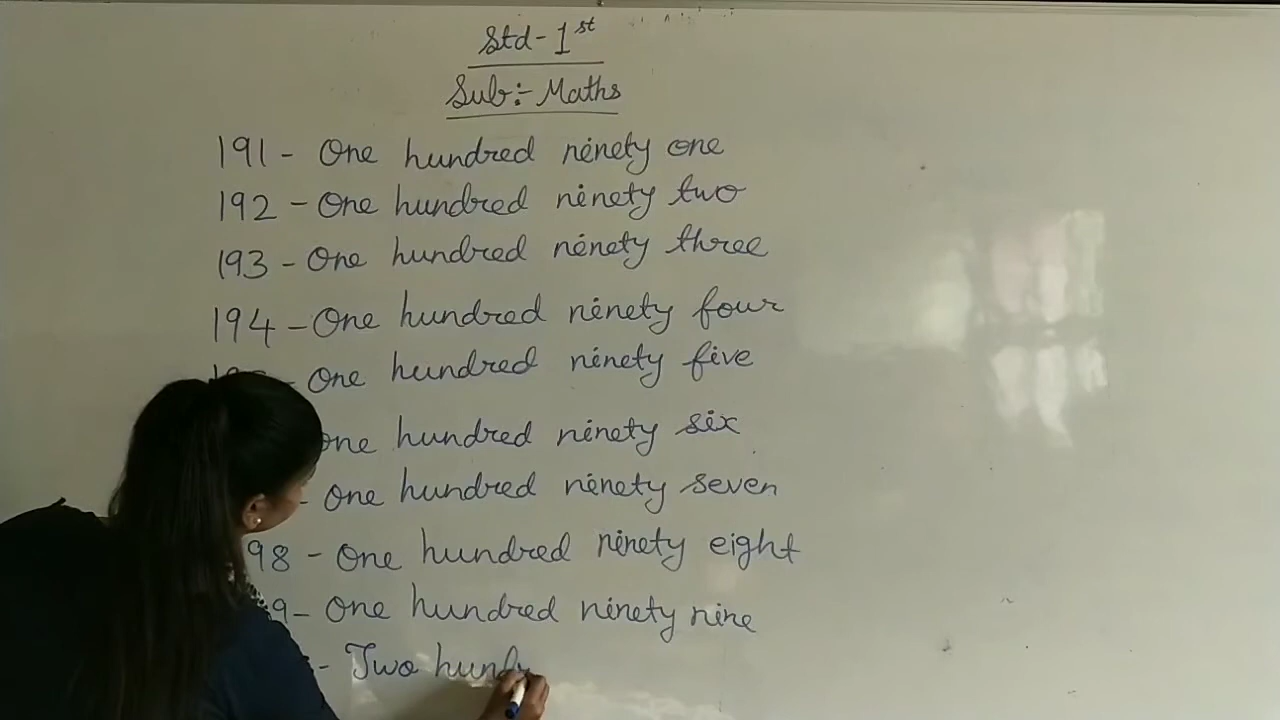 Std- 1st
Sub:- Maths
191 - One hundred ninety one
192 - One hundred ninety two
193 - One hundred ninety three
194 - One hundred ninety four
- One hundred ninety five
one hundred ninety six
- One hundred ninety seven
98 - One hundred ninety eight
9 - One hundred ninety nine
- Two hund